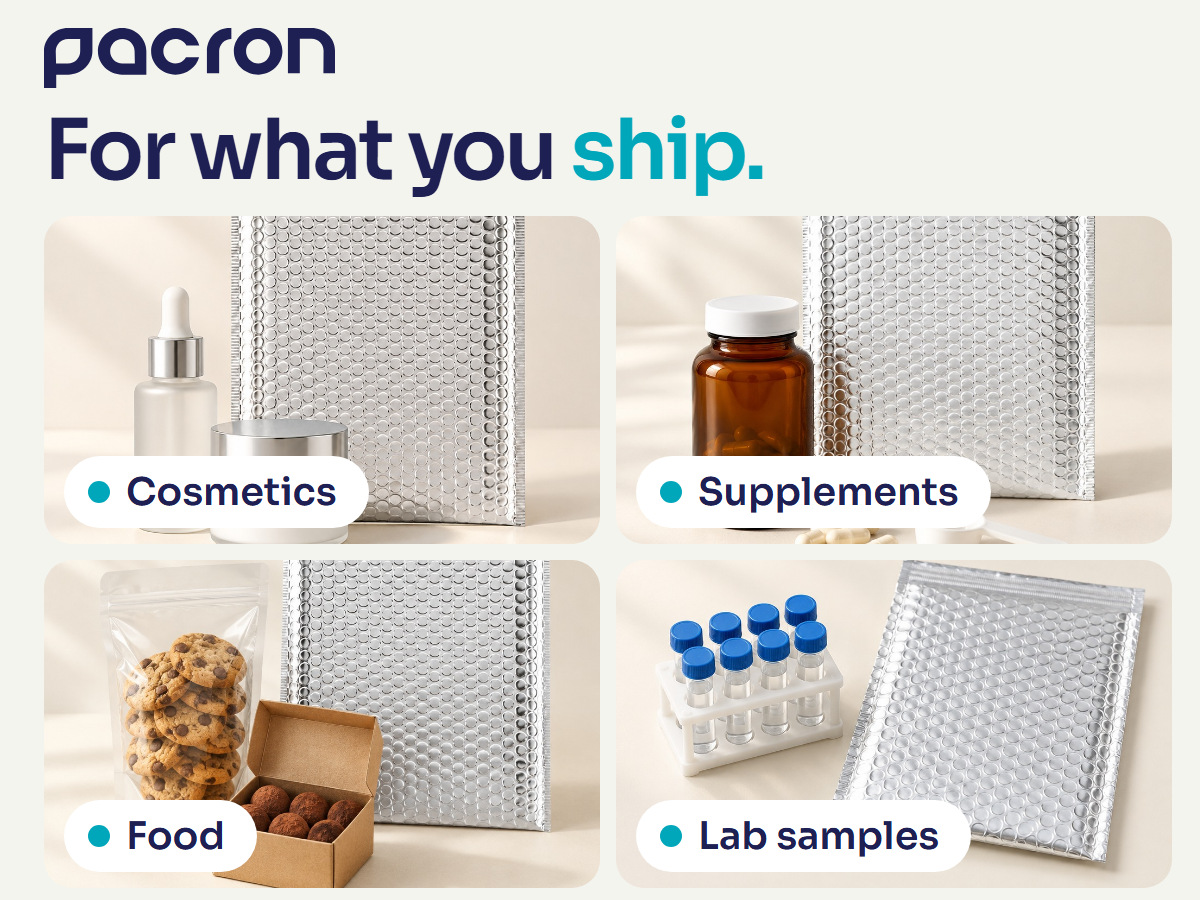 pacron
For what you ship.
Cosmetics
Supplements
Food
Lab samples